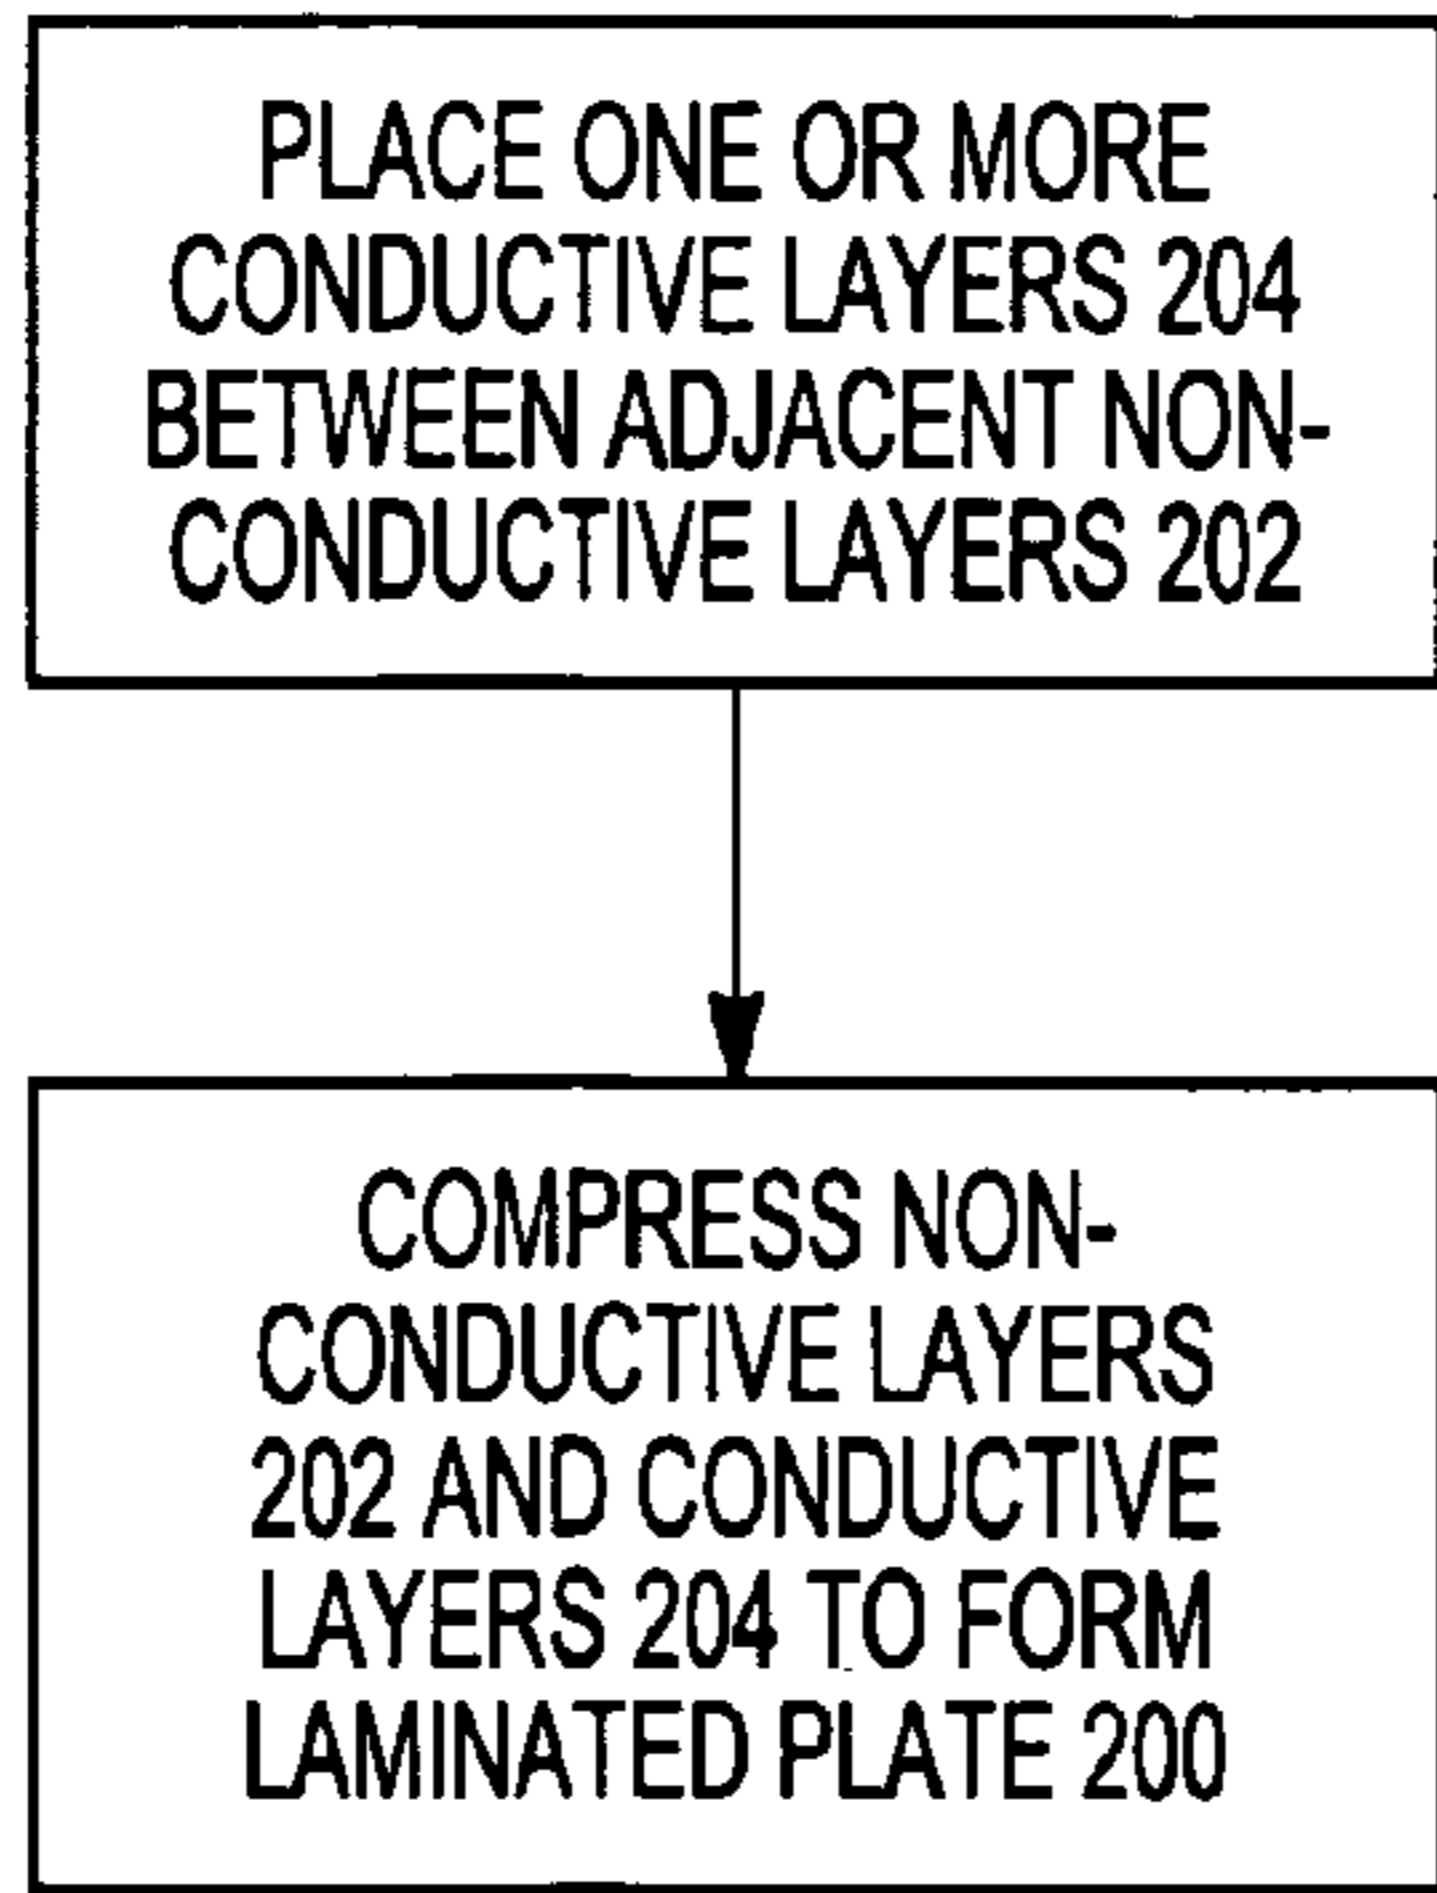 PLACE ONE OR MORE
CONDUCTIVE LAYERS 204
BETWEEN ADJACENT NON-
CONDUCTIVE LAYERS 202
COMPRESS NON-
CONDUCTIVE LAYERS
202 AND CONDUCTIVE
LAYERS 204 TO FORM
LAMINATED PLATE 200